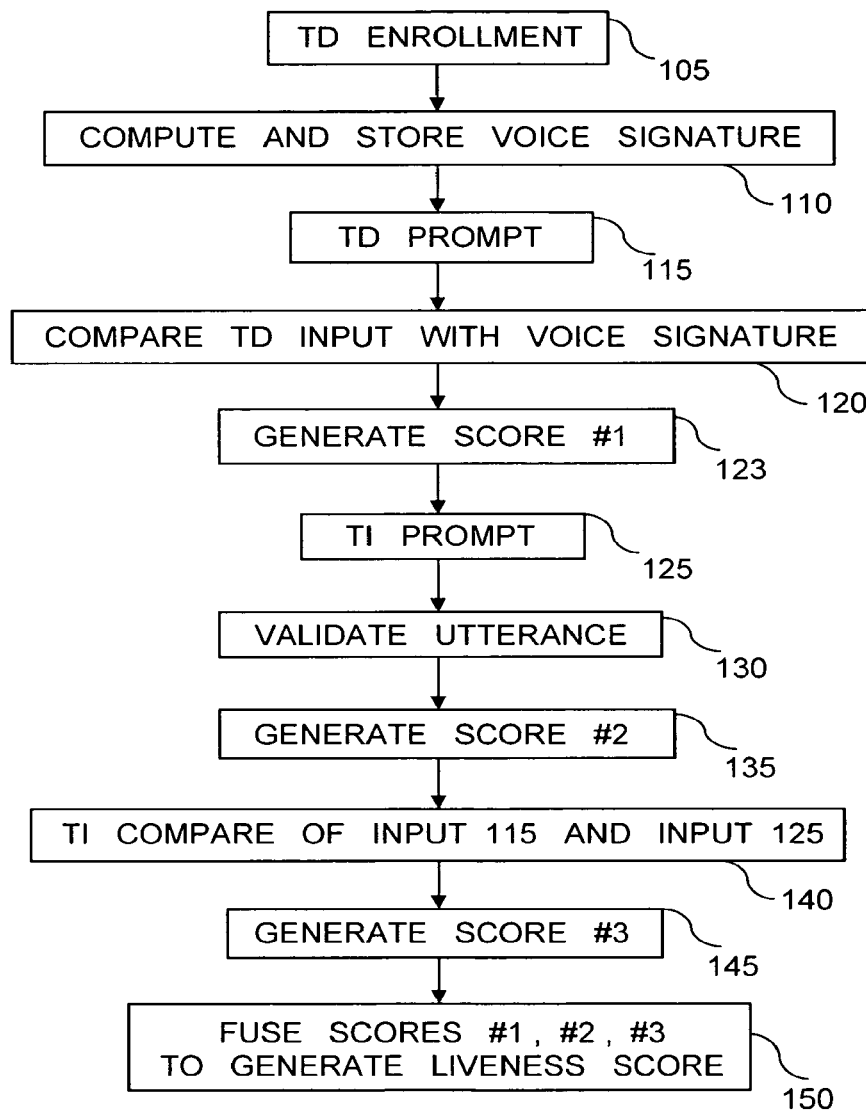 TD ENROLLMENT
105
COMPUTE AND STORE VOICE SIGNATURE
110
TD PROMPT
115
COMPARE TD INPUT WITH VOICE SIGNATURE
120
GENERATE SCORE #1
123
TI PROMPT
125
VALIDATE UTTERANCE
130
GENERATE SCORE #2
135
TI COMPARE OF INPUT 115 AND INPUT 125
140
GENERATE SCORE #3
145
FUSE SCORES #1 , #2 , #3
TO GENERATE LIVENESS SCORE
150